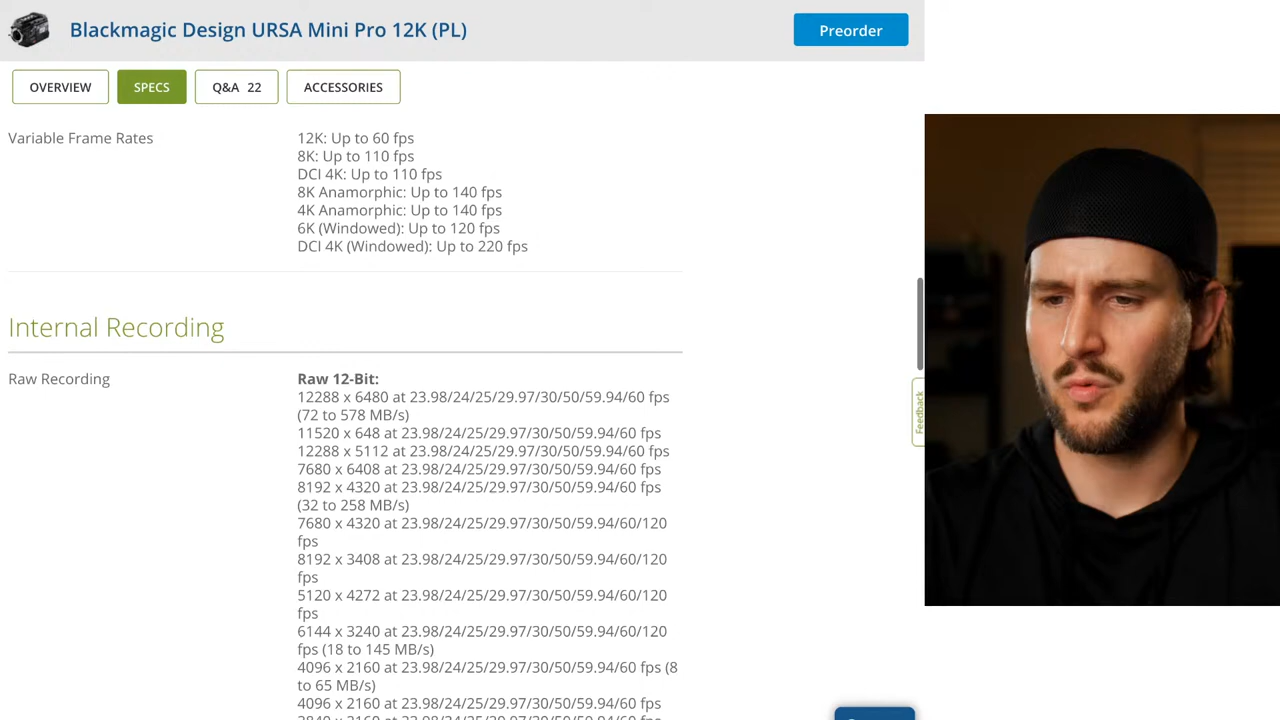 Blackmagic Design URSA Mini Pro 12K (PL)
Preorder
OVERVIEW
SPECS
Q&A 22
ACCESSORIES
Variable Frame Rates
12K: Up to 60 fps
8K: Up to 110 fps
DCI 4K: Up to 110 fps
8K Anamorphic: Up to 140 fps
4K Anamorphic: Up to 140 fps
6K (Windowed): Up to 120 fps
DCI 4K (Windowed): Up to 220 fps
Internal Recording
Raw Recording
Raw 12-Bit:
12288 x 6480 at 23.98/24/25/29.97/30/50/59.94/60 fps
(72 to 578 MB/s)
11520 x 648 at 23.98/24/25/29.97/30/50/59.94/60 fps
12288 x 5112 at 23.98/24/25/29.97/30/50/59.94/60 fps
7680 x 6408 at 23.98/24/25/29.97/30/50/59.94/60 fps
8192 x 4320 at 23.98/24/25/29.97/30/50/59.94/60 fps
(32 to 258 MB/s)
7680 x 4320 at 23.98/24/25/29.97/30/50/59.94/60/120
fps
8192 x 3408 at 23.98/24/25/29.97/30/50/59.94/60/120
fps
5120 x 4272 at 23.98/24/25/29.97/30/50/59.94/60/120
fps
6144 x 3240 at 23.98/24/25/29.97/30/50/59.94/60/120
fps (18 to 145 MB/s)
4096 x 2160 at 23.98/24/25/29.97/30/50/59.94/60 fps (8
to 65 MB/s)
4096 x 2160 at 23.98/24/25/29.97/30/50/59.94/60 fps
Feedback